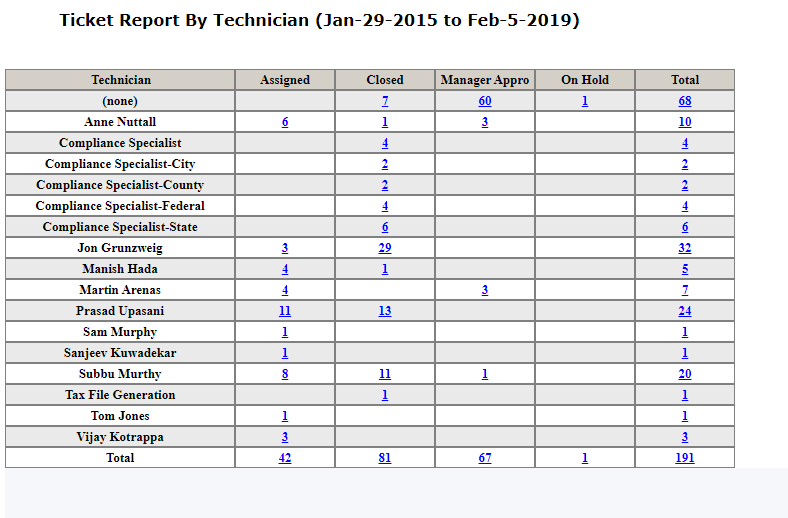 Ticket Report By Technician (Jan-29-2015 to Feb-5-2019)
Technician Assigned Closed Manager Appro On Hold Total
(none) 7 60 1 68
Anne Nuttall 6 1 3 10
Compliance Specialist 4 4
Compliance Specialist-City 2 2
Compliance Specialist-County 2 2
Compliance Specialist-Federal 4 4
Compliance Specialist-State 6 6
Jon Grunzweig 3 29 32
Manish Hada 4 1 5
Martin Arenas 4 3 7
Prasad Upasani 11 13 24
Sam Murphy 1 1
Sanjeev Kuwadekar 1 1
Subbu Murthy 8 11 1 20
Tax File Generation 1 1
Tom Jones 1 1
Vijay Kotrappa 3 3
Total 42 81 67 1 191